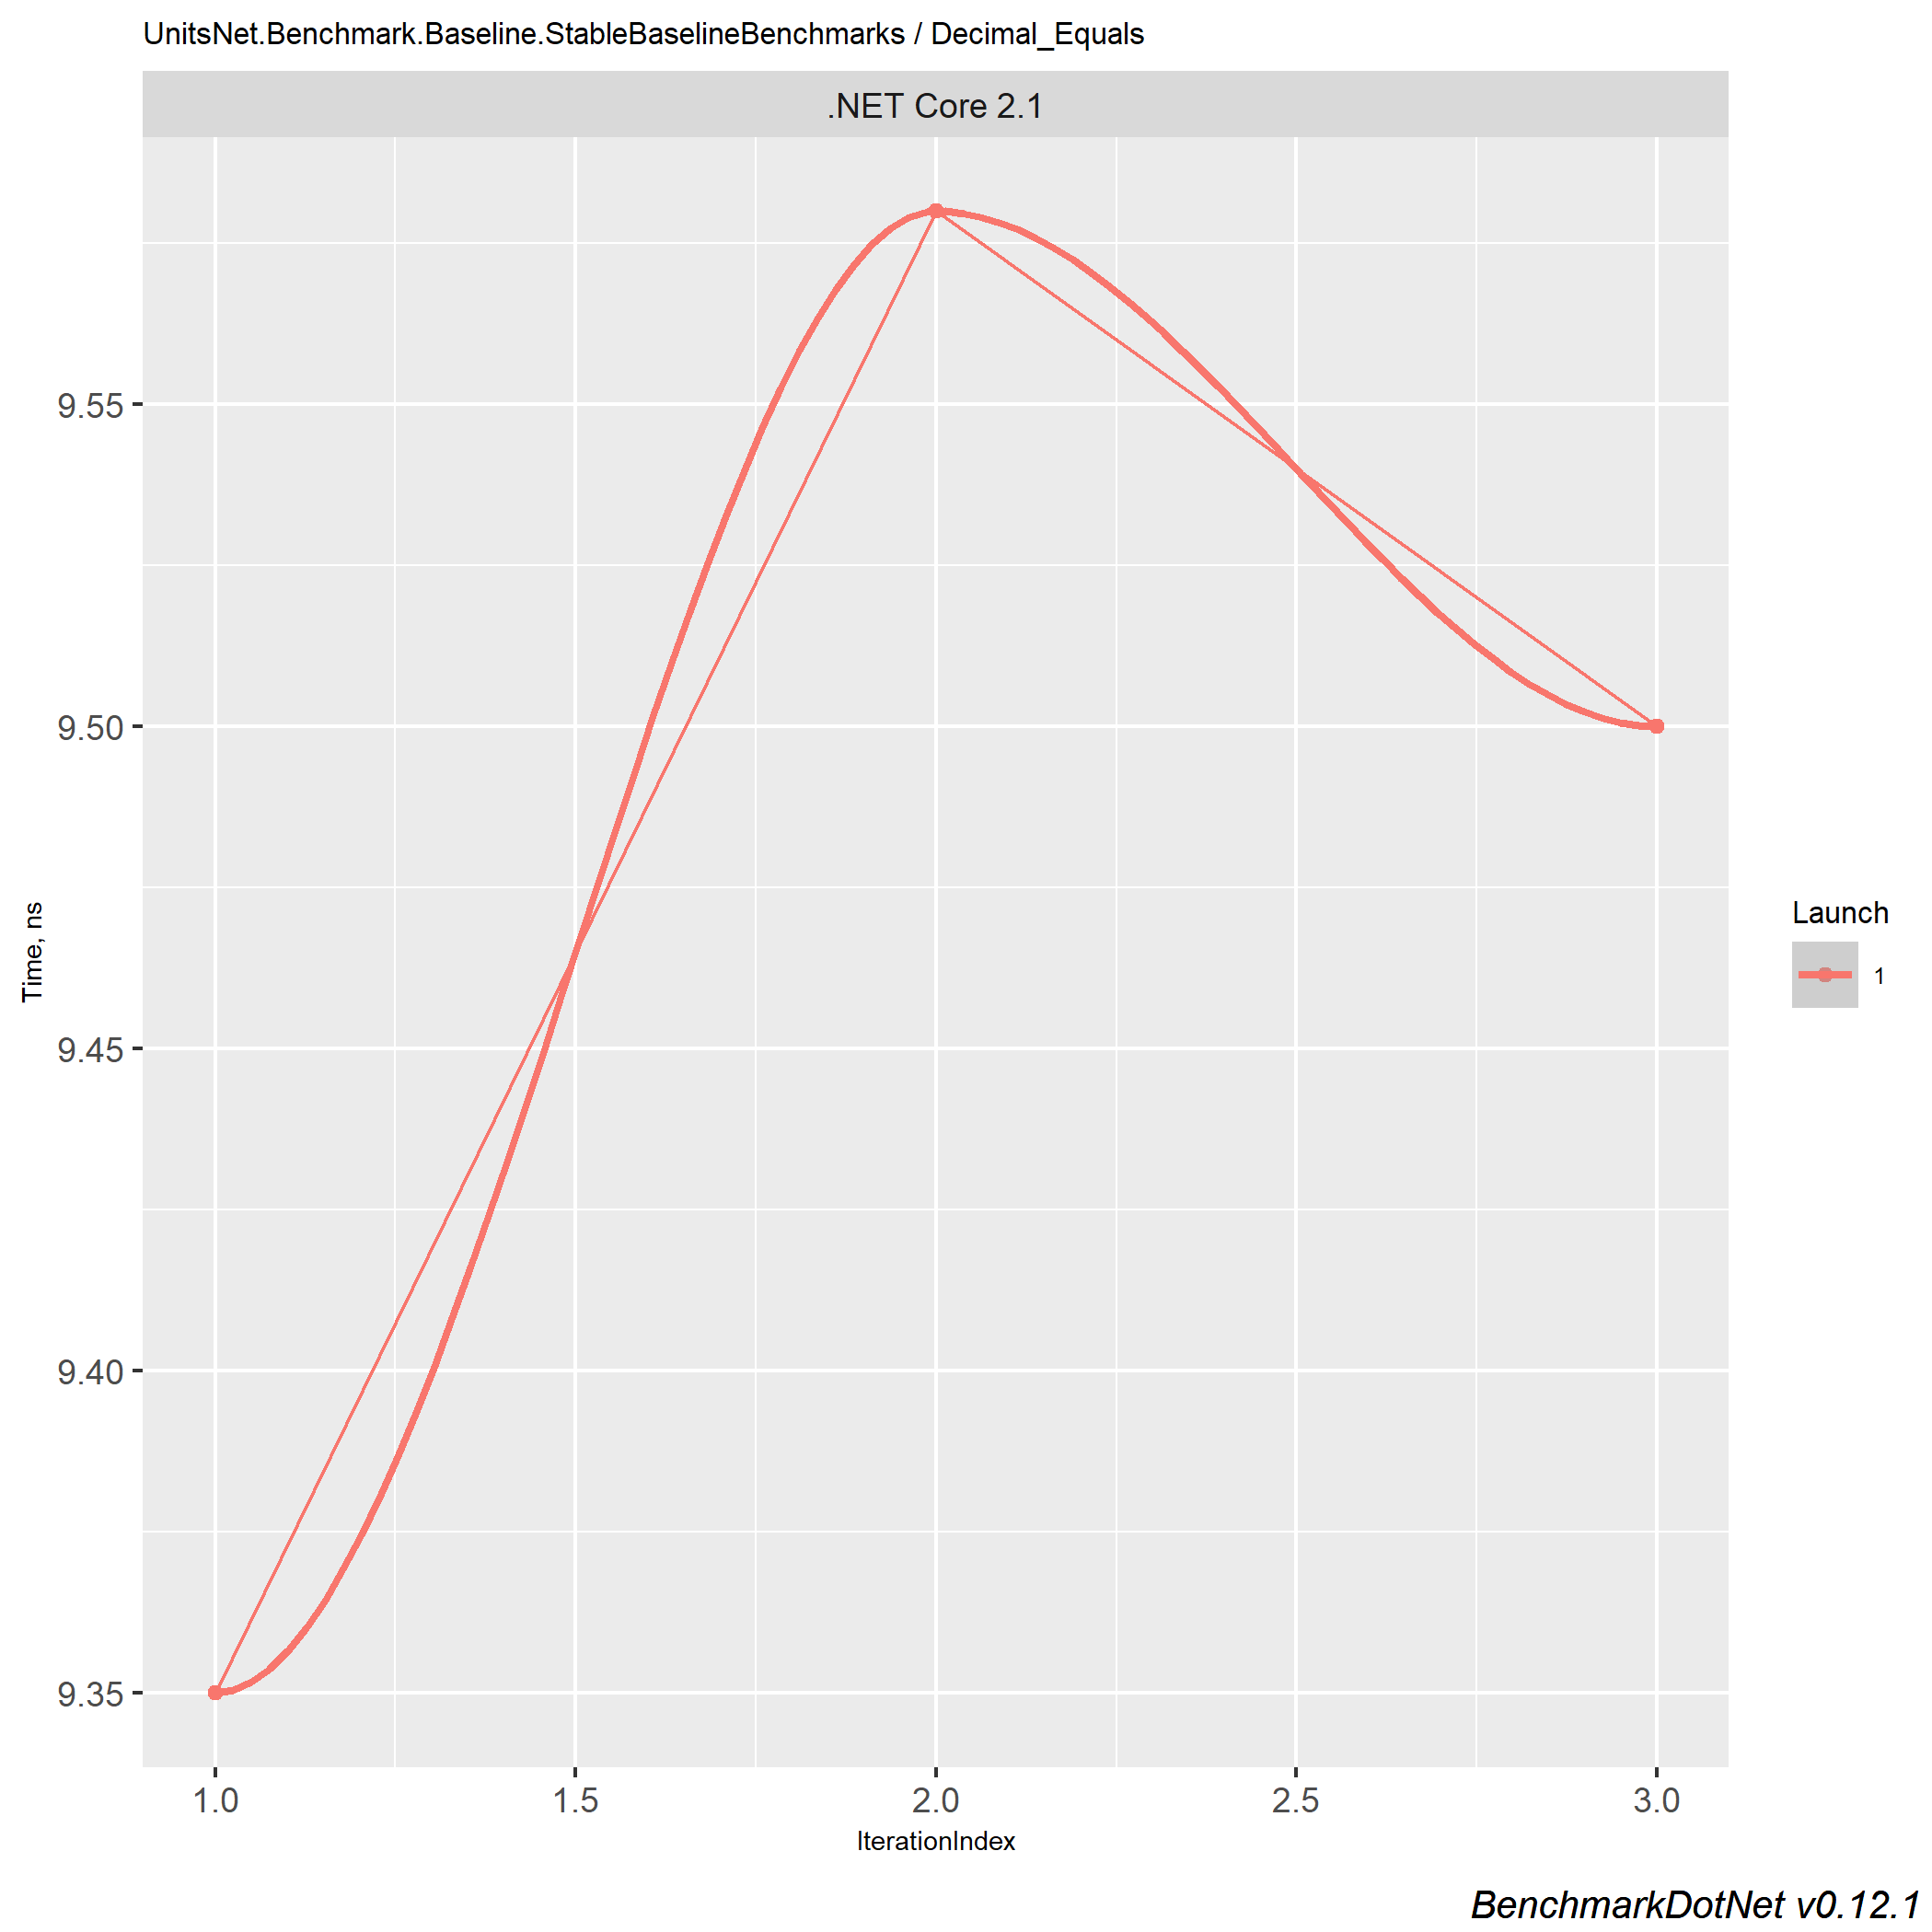 UnitsNet.Benchmark.Baseline.StableBaselineBenchmarks / Decimal_Equals
.NET Core 2.1
9.55
9.50
9.45
9.40
9.35
Time, ns
Launch
1
1.0 1.5 2.0 2.5 3.0
IterationIndex
BenchmarkDotNet v0.12.1